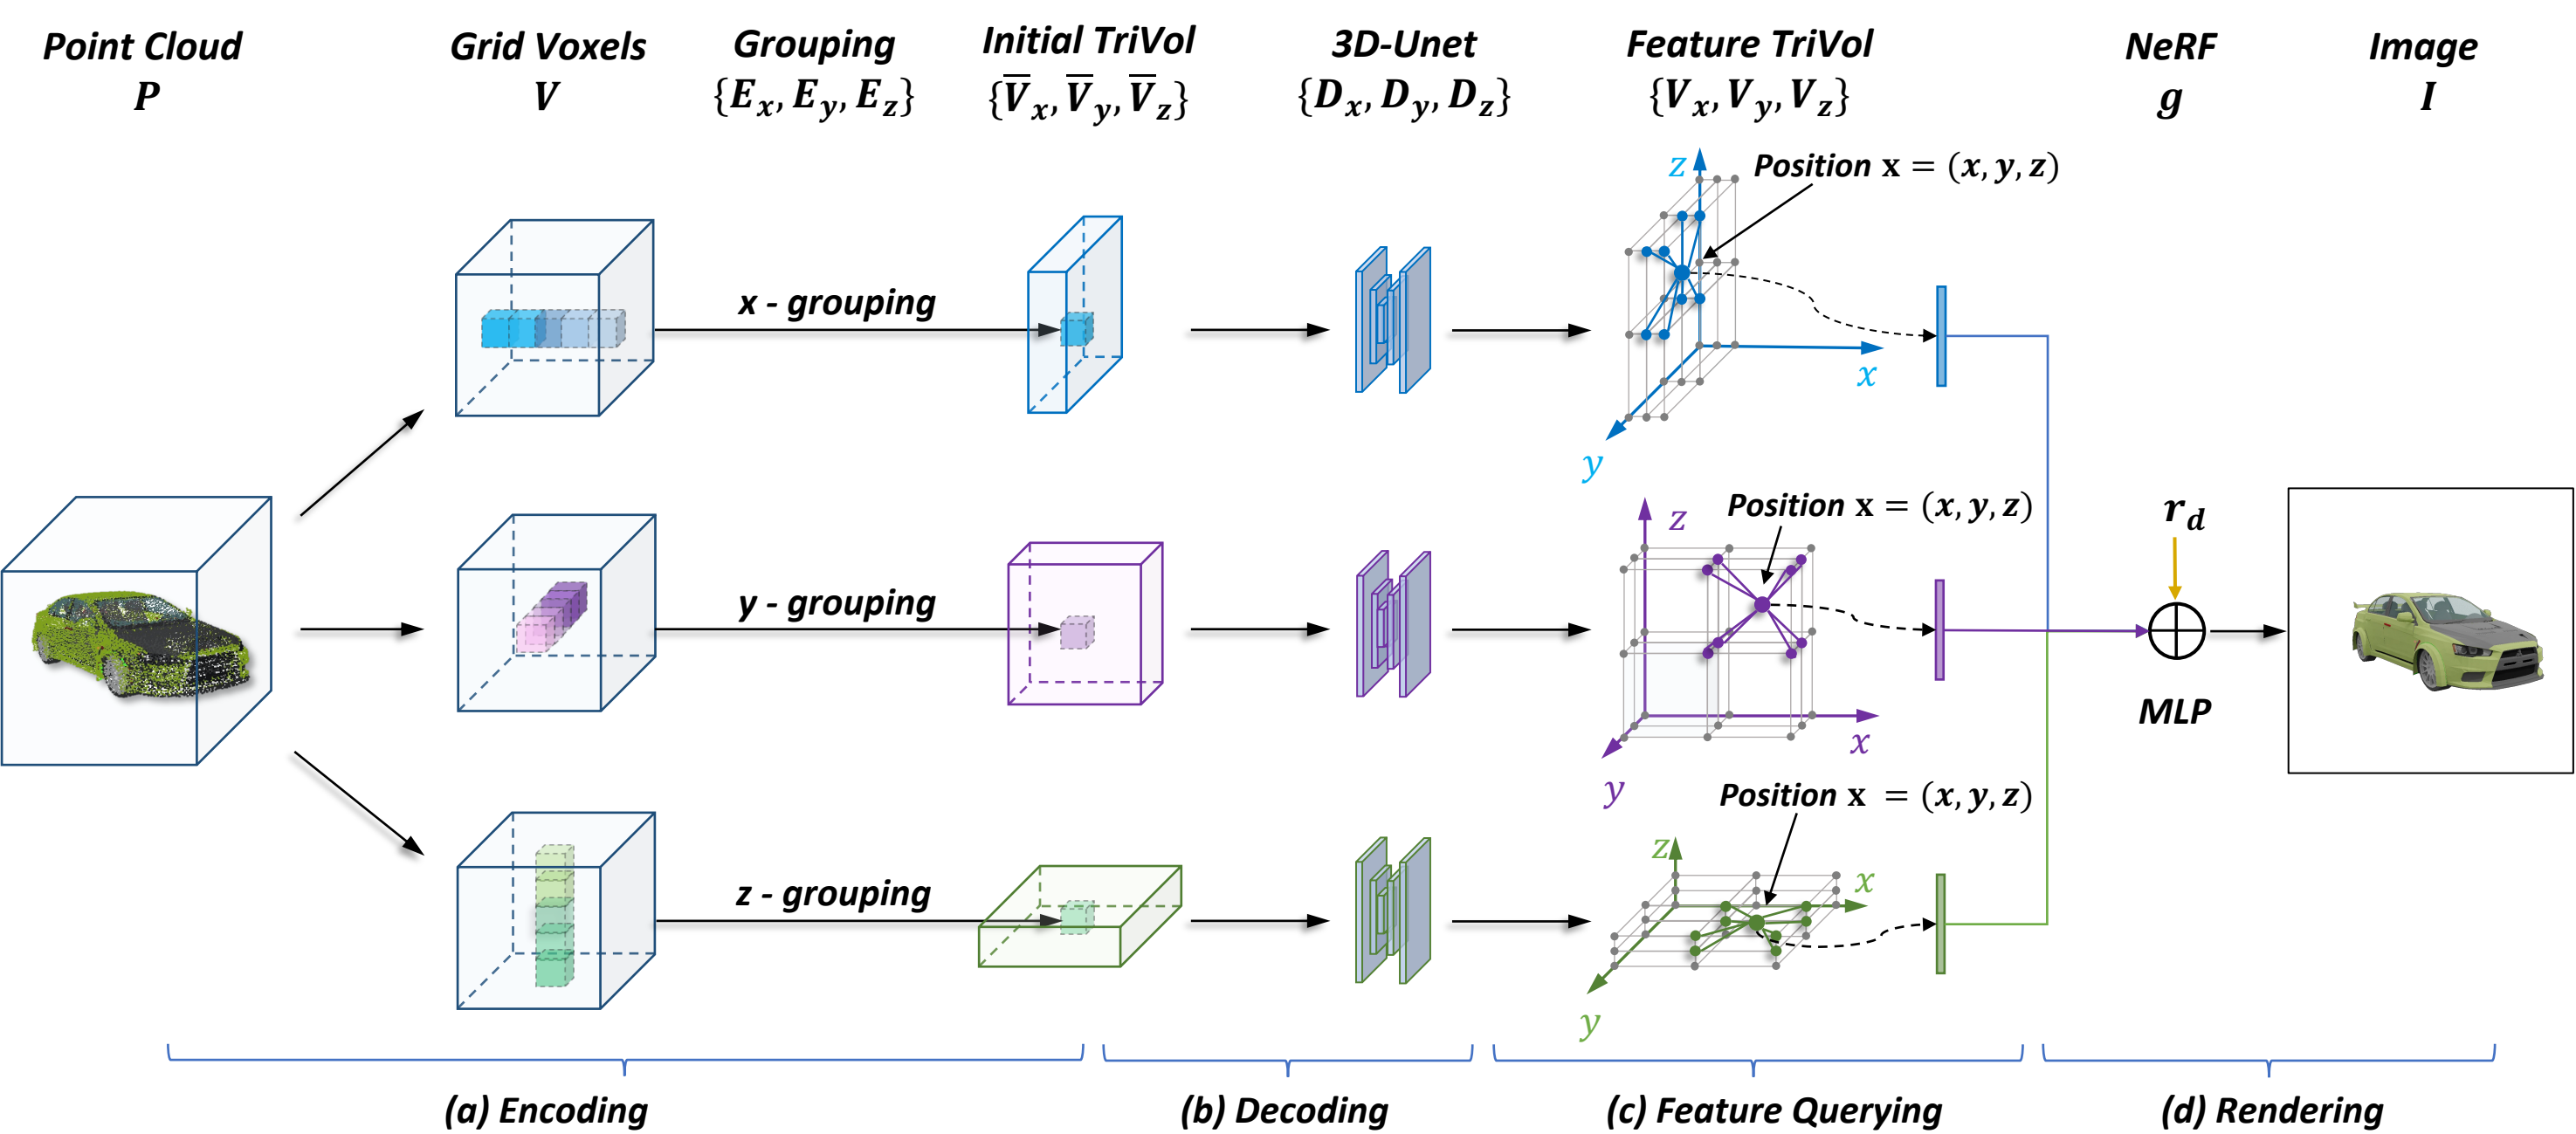 Point Cloud
P
Grid Voxels
V
Grouping
{E_x, E_y, E_z}
Initial TriVol
{V̅_x, V̅_y, V̅_z}
3D-Unet
{D_x, D_y, D_z}
Feature TriVol
{V_x, V_y, V_z}
NeRF
g
Image
I
x - grouping
z
Position x = (x, y, z)
x
y
y - grouping
z
Position x = (x, y, z)
x
y
r_d
MLP
z - grouping
z
Position x = (x, y, z)
x
y
(a) Encoding
(b) Decoding
(c) Feature Querying
(d) Rendering